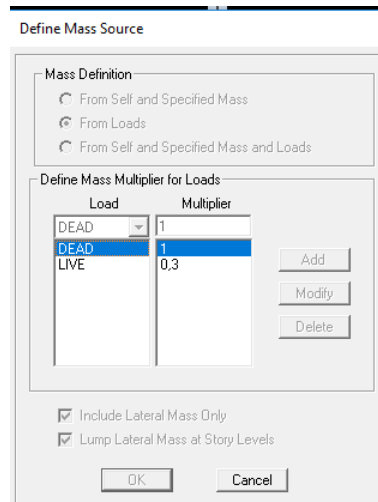 Define Mass Source
Mass Definition
From Self and Specified Mass
From Loads
From Self and Specified Mass and Loads
Define Mass Multiplier for Loads
Load Multiplier
DEAD 1
DEAD 1
LIVE 0,3
Add
Modify
Delete
Include Lateral Mass Only
Lump Lateral Mass at Story Levels
OK Cancel